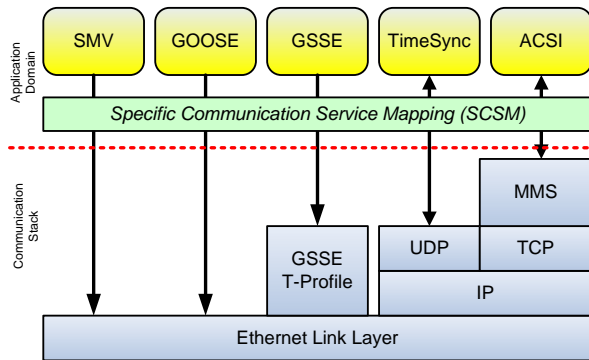 SMV
GOOSE
GSSE
TimeSync
ACSI
Application
Domain
Specific Communication Service Mapping (SCSM)
Communication
Stack
MMS
GSSE
T-Profile
UDP
TCP
IP
Ethernet Link Layer